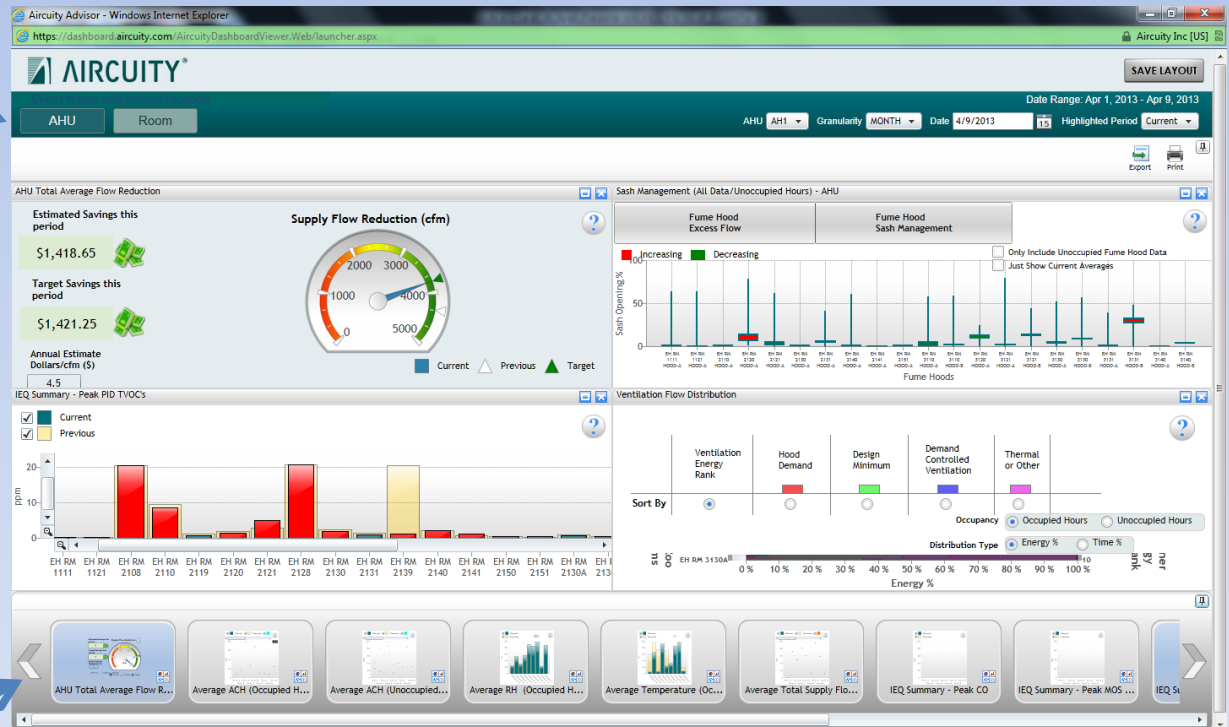 Aircuity Advisor - Windows Internet Explorer
https://dashboard.aircuity.com/AircuityDashboardViewer.Web/launcher.aspx
Aircuity Inc [US]
AIRCUITY®
SAVE LAYOUT
Date Range: Apr 1, 2013 - Apr 9, 2013
AHU Room
AHU AH1 Granularity MONTH Date 4/9/2013 15 Highlighted Period Current
Export Print
AHU Total Average Flow Reduction
Estimated Savings this
period
$1,418.65
Target Savings this
period
$1,421.25
Annual Estimate
Dollars/cfm ($)
4.5
Supply Flow Reduction (cfm)
?
0 1000 2000 3000 4000 5000
Current Previous Target
Sash Management (All Data/Unoccupied Hours) - AHU
Fume Hood
Excess Flow
Fume Hood
Sash Management
?
Increasing Decreasing
Only Include Unoccupied Fume Hood Data
Just Show Current Averages
Sash Opening %
100
50
0
Fume Hoods
IEQ Summary - Peak PID TVOC's
Current
Previous
?
ppm
20
10
0
EH RM 1111
EH RM 1121
EH RM 2108
EH RM 2110
EH RM 2119
EH RM 2120
EH RM 2121
EH RM 2128
EH RM 2130
EH RM 2131
EH RM 2139
EH RM 2140
EH RM 2141
EH RM 2150
EH RM 2151
EH RM 2130A
Ventilation Flow Distribution
?
Ventilation
Energy
Rank
Hood
Demand
Design
Minimum
Demand
Controlled
Ventilation
Thermal
or Other
Sort By
Occupancy Occupied Hours Unoccupied Hours
Distribution Type Energy % Time %
EH RM 3130A
0 % 10 % 20 % 30 % 40 % 50 % 60 % 70 % 80 % 90 % 100 %
Energy %
AHU Total Average Flow R...
Average ACH (Occupied H...
Average ACH (Unoccupied...
Average RH (Occupied H...
Average Temperature (Oc...
Average Total Supply Flo...
IEQ Summary - Peak CO
IEQ Summary - Peak MOS ...
IEQ Su